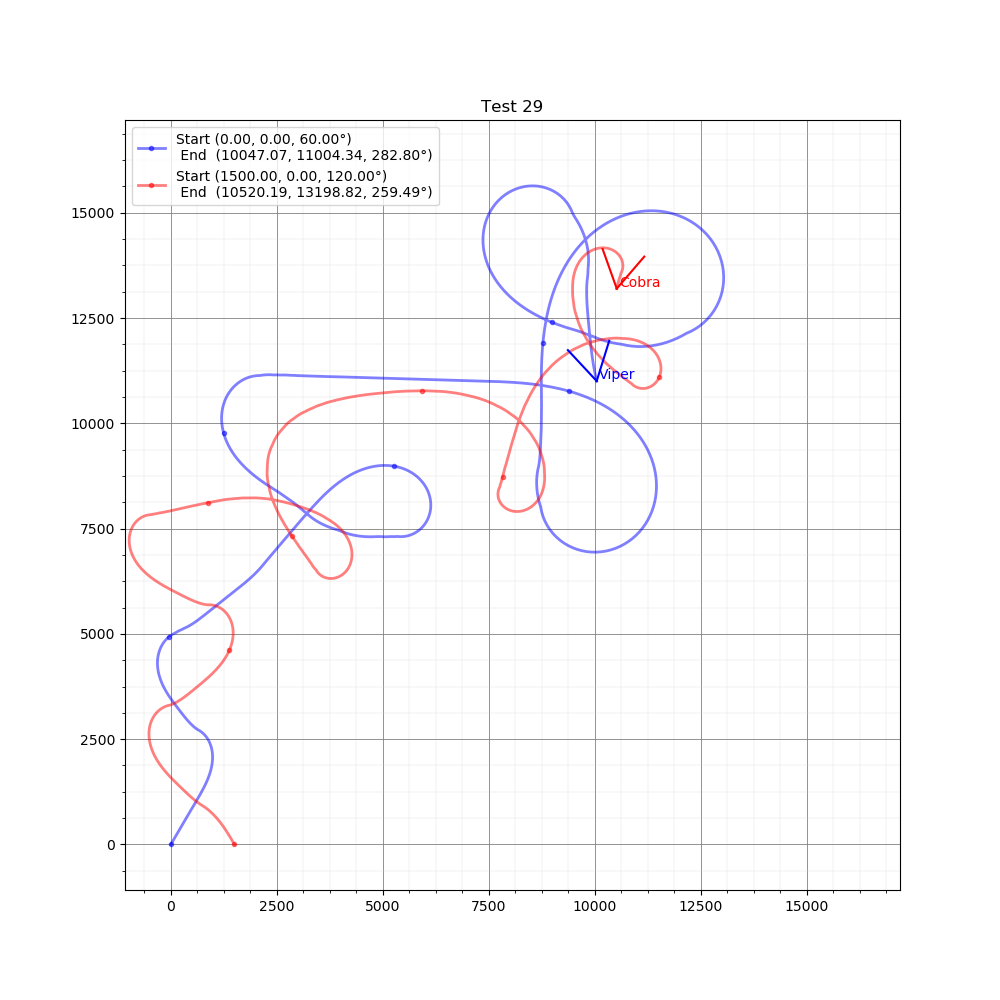 Test 29
Start (0.00, 0.00, 60.00°)
End (10047.07, 11004.34, 282.80°)
Start (1500.00, 0.00, 120.00°)
End (10520.19, 13198.82, 259.49°)
15000
12500
10000
7500
5000
2500
0
Cobra
Viper
0 2500 5000 7500 10000 12500 15000